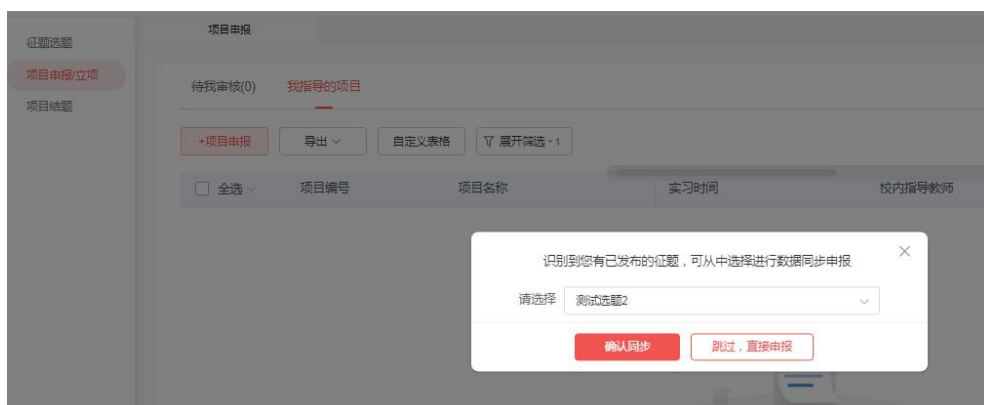 项目申报
征题选题
项目申报/立项
项目结题
待我审核(0) 我指导的项目
+项目申报 导出 自定义表格 展开筛选·1
全选 项目编号 项目名称 实习时间 校内指导教师
识别到您有已发布的征题，可从中选择进行数据同步申报
请选择 测试选题2
确认同步 跳过，直接申报